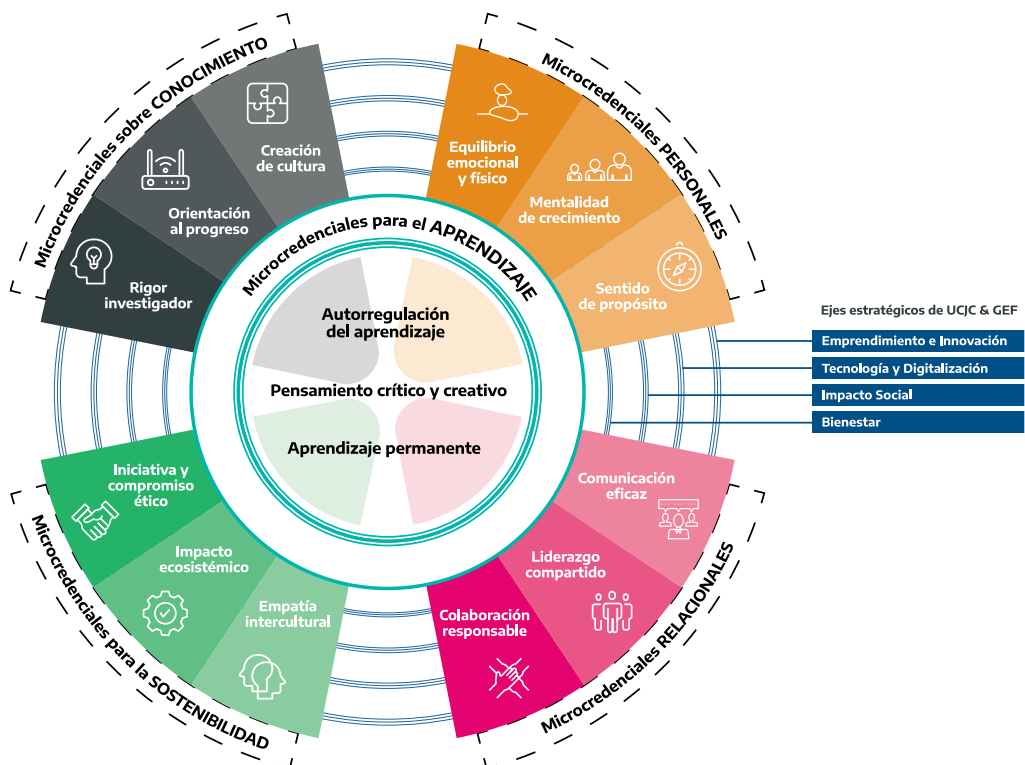 Microcredenciales sobre CONOCIMIENTO
Creación
de cultura
Orientación
al progreso
Rigor
investigador
Microcredenciales PERSONALES
Equilibrio
emocional
y físico
Mentalidad
de crecimiento
Sentido
de propósito
Microcredenciales para el APRENDIZAJE
Autorregulación
del aprendizaje
Pensamiento crítico y creativo
Aprendizaje permanente
Ejes estratégicos de UCJC & GEF
Emprendimiento e Innovación
Tecnología y Digitalización
Impacto Social
Bienestar
Iniciativa y
compromiso
ético
Impacto
ecosistémico
Empatía
intercultural
Microcredenciales para la SOSTENIBILIDAD
Comunicación
eficaz
Liderazgo
compartido
Colaboración
responsable
Microcredenciales RELACIONALES